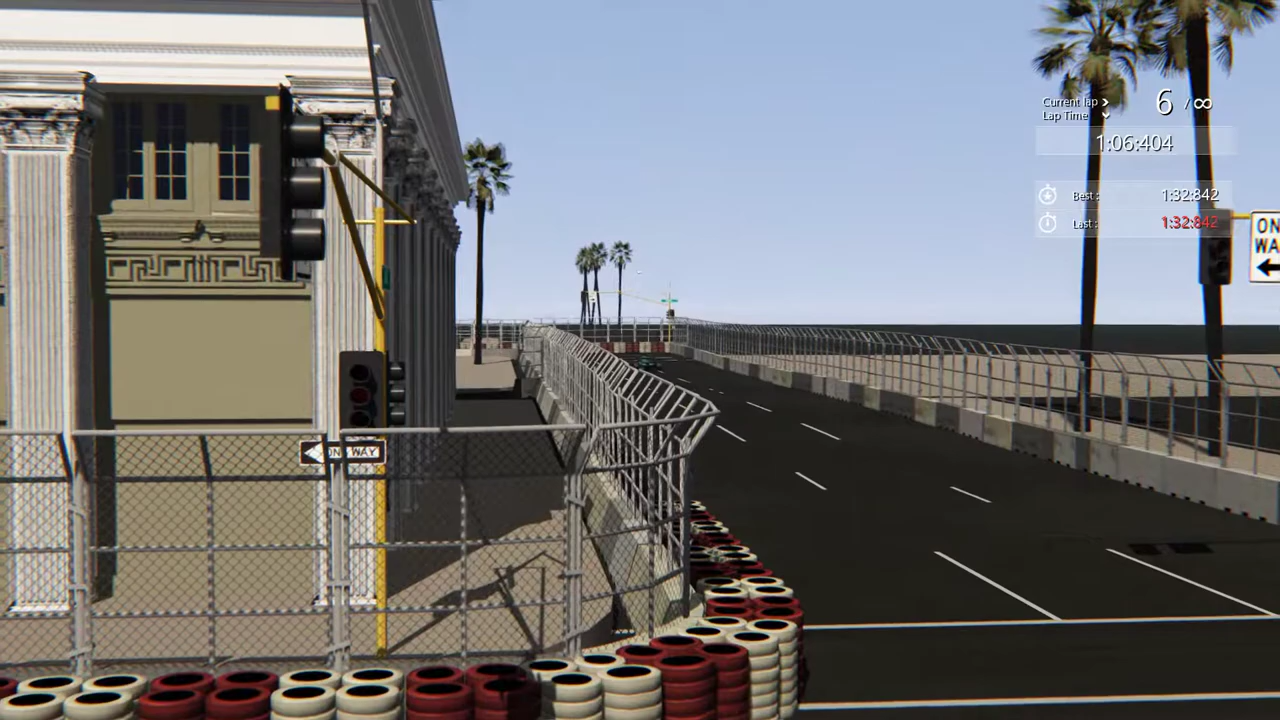 Current lap
6 / ∞
Lap Time
1:06:404
Best :
1:32:842
Last :
1:32:842
ONE WAY